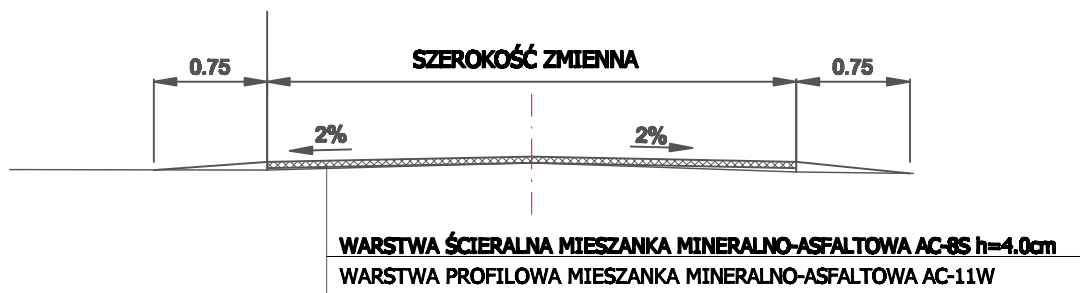 SZEROKOŚĆ ZMIENNA
0.75
0.75
2%
2%
WARSTWA ŚCIERALNA MIESZANKA MINERALNO-ASFALTOWA AC-8S h=4.0cm
WARSTWA PROFILOWA MIESZANKA MINERALNO-ASFALTOWA AC-11W